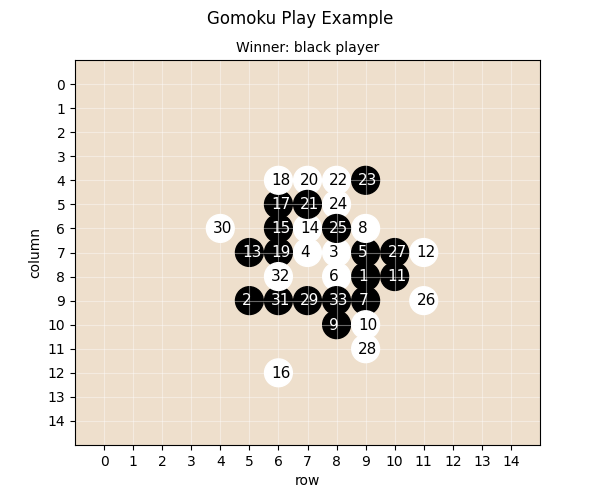 Gomoku Play Example
Winner: black player
0
1
2
3
4 18 20 22 23
5 17 21 24
6 30 15 14 25 8
7 13 19 4 3 5 27 12
8 32 6 1 11
9 2 31 29 33 7 26
10 9 10
11 28
12 16
13
14
column
0 1 2 3 4 5 6 7 8 9 10 11 12 13 14
row